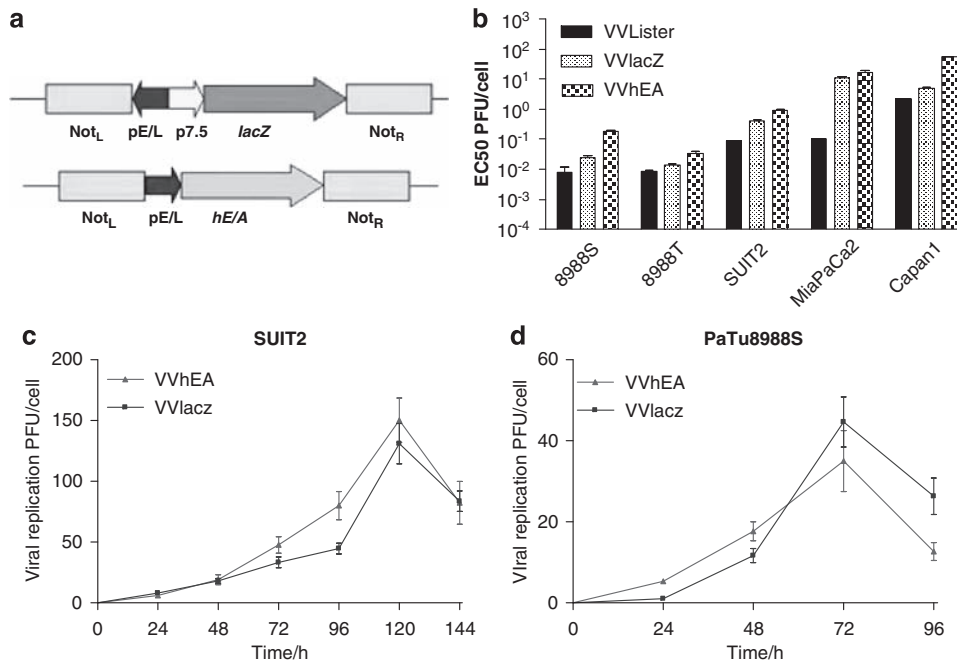 a
Not_L pE/L p7.5 lacZ Not_R
Not_L pE/L hE/A Not_R
b
EC50 PFU/cell
10^3
10^2
10^1
10^0
10^-1
10^-2
10^-3
10^-4
VVLister
VVlacZ
VVhEA
8988S
8988T
SUIT2
MiaPaCa2
Capan1
c
SUIT2
Viral replication PFU/cell
200
150
100
50
0
VVhEA
VVlacz
0 24 48 72 96 120 144
Time/h
d
PaTu8988S
VIral replication PFU/cell
60
40
20
0
VVhEA
VVlacz
0 24 48 72 96
Time/h